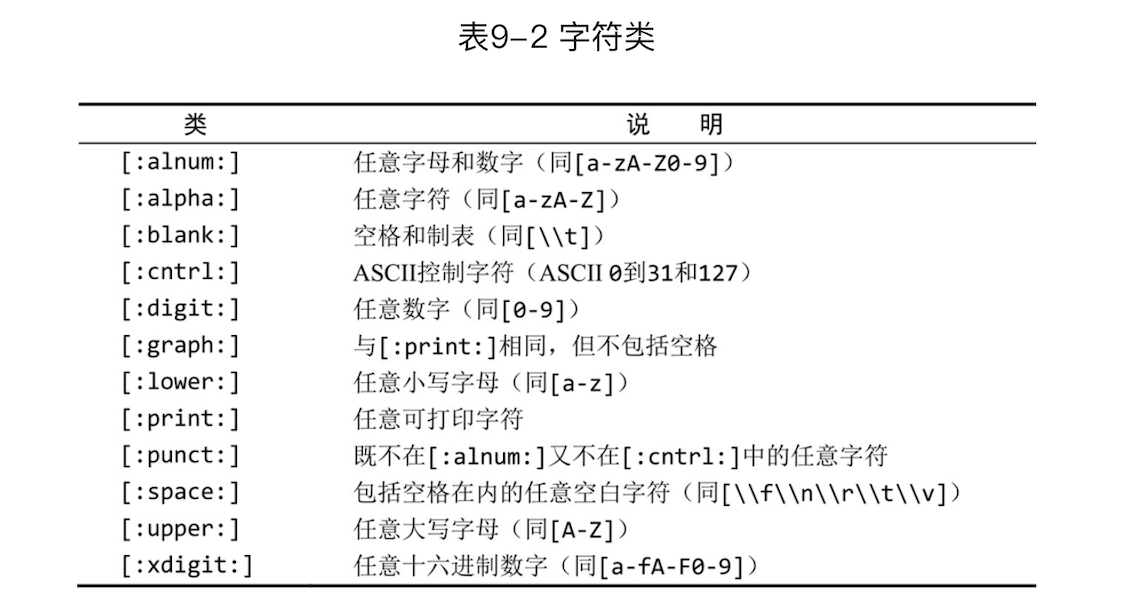 表9-2 字符类
类 说 明
[:alnum:] 任意字母和数字（同[a-zA-Z0-9]）
[:alpha:] 任意字符（同[a-zA-Z]）
[:blank:] 空格和制表（同[\\t]）
[:cntrl:] ASCII控制字符（ASCII 0到31和127）
[:digit:] 任意数字（同[0-9]）
[:graph:] 与[:print:]相同，但不包括空格
[:lower:] 任意小写字母（同[a-z]）
[:print:] 任意可打印字符
[:punct:] 既不在[:alnum:]又不在[:cntrl:]中的任意字符
[:space:] 包括空格在内的任意空白字符（同[\\f\\n\\r\\t\\v]）
[:upper:] 任意大写字母（同[A-Z]）
[:xdigit:] 任意十六进制数字（同[a-fA-F0-9]）